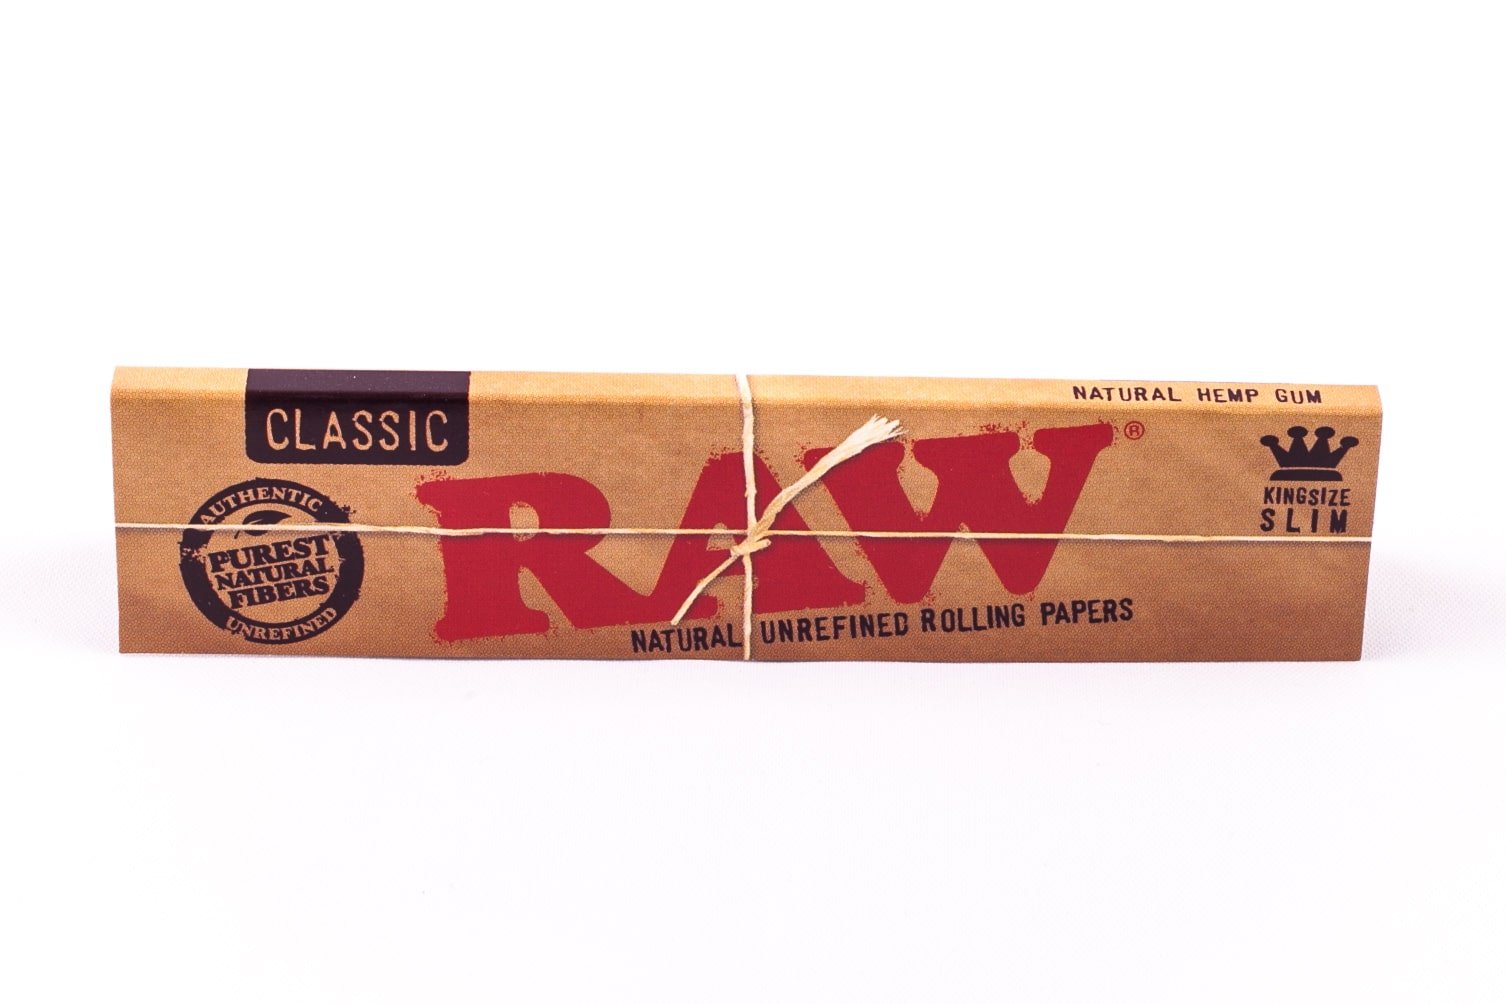 CLASSIC
NATURAL HEMP GUM
AUTHENTIC
PUREST
NATURAL
FIBERS
UNREFINED
RAW®
NATURAL UNREFINED ROLLING PAPERS
KINGSIZE
SLIM